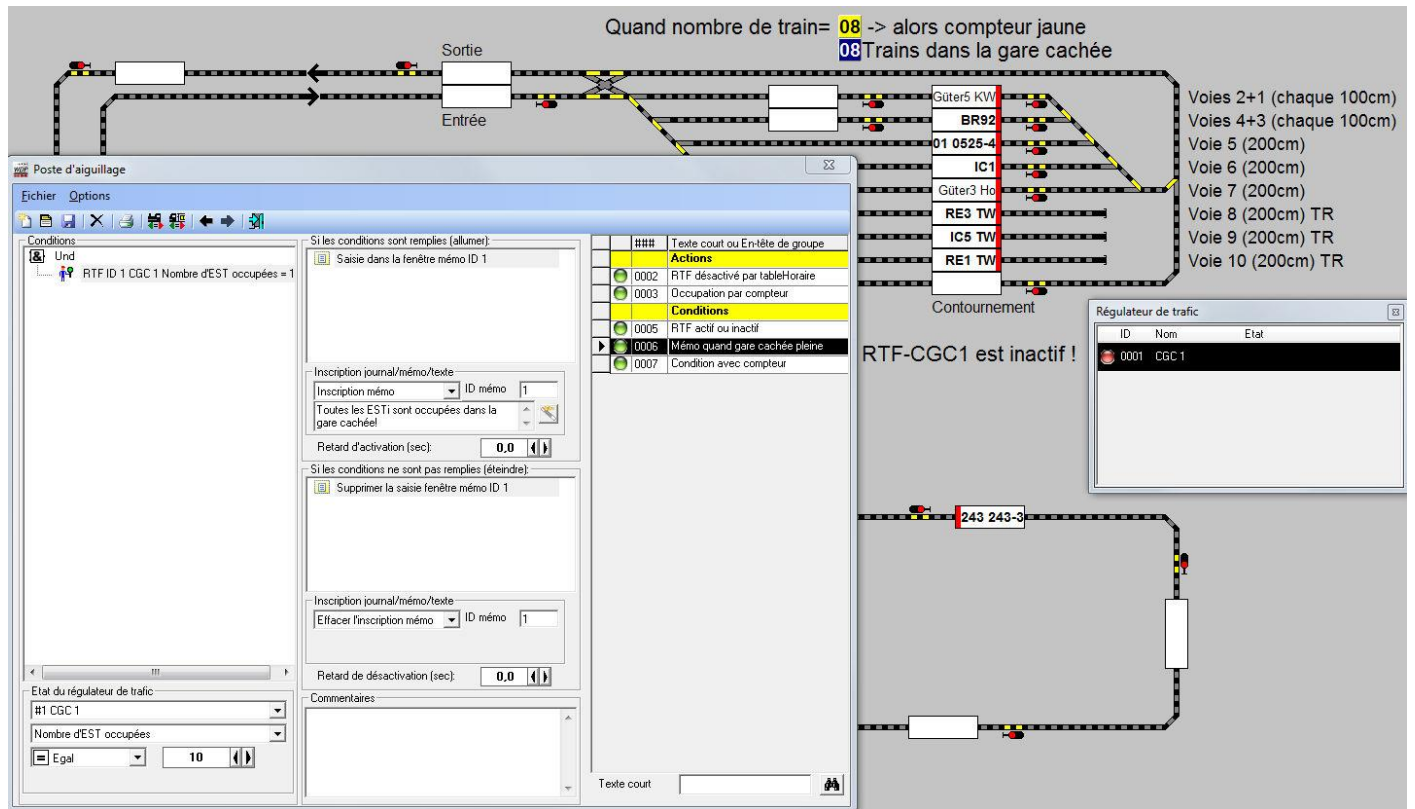 Quand nombre de train= 08 -> alors compteur jaune
08 Trains dans la gare cachée
Sortie
Entrée
Güter5 KW
BR92
01 0525-4
IC1
Güter3 Ho
RE3 TW
IC5 TW
RE1 TW
Contournement
Voies 2+1 (chaque 100cm)
Voies 4+3 (chaque 100cm)
Voie 5 (200cm)
Voie 6 (200cm)
Voie 7 (200cm)
Voie 8 (200cm) TR
Voie 9 (200cm) TR
Voie 10 (200cm) TR
RTF-CGC1 est inactif !
243 243-3
Poste d'aiguillage
Fichier Options
Conditions
& Und
RTF ID 1 CGC 1 Nombre d'EST occupées = 1
Etat du régulateur de trafic
#1 CGC 1
Nombre d'EST occupées
= Egal 10
Si les conditions sont remplies (allumer):
Saisie dans la fenêtre mémo ID 1
Inscription journal/mémo/texte
Inscription mémo ID mémo 1
Toutes les ESTi sont occupées dans la
gare cachée!
Retard d'activation (sec): 0,0
Si les conditions ne sont pas remplies (éteindre):
Supprimer la saisie fenêtre mémo ID 1
Inscription journal/mémo/texte
Effacer l'inscription mémo ID mémo 1
Retard de désactivation (sec): 0,0
Commentaires
### Texte court ou En-tête de groupe
Actions
0002 RTF désactivé par tableHoraire
0003 Occupation par compteur
Conditions
0005 RTF actif ou inactif
0006 Mémo quand gare cachée pleine
0007 Condition avec compteur
Texte court
Régulateur de trafic
ID Nom Etat
0001 CGC 1